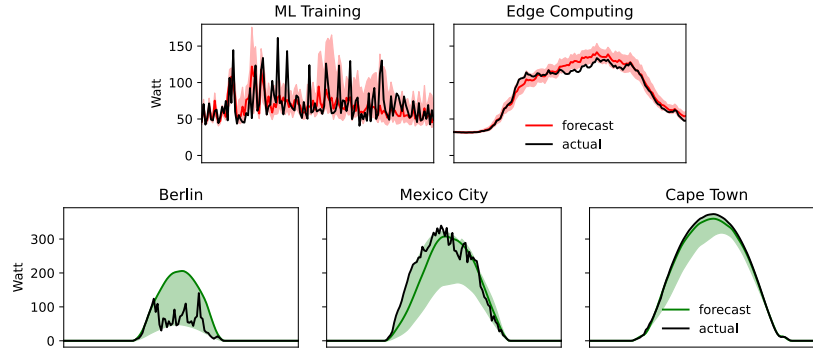 ML Training
Edge Computing
150
100
50
0
Watt
forecast
actual
Berlin
Mexico City
Cape Town
300
200
100
0
Watt
forecast
actual